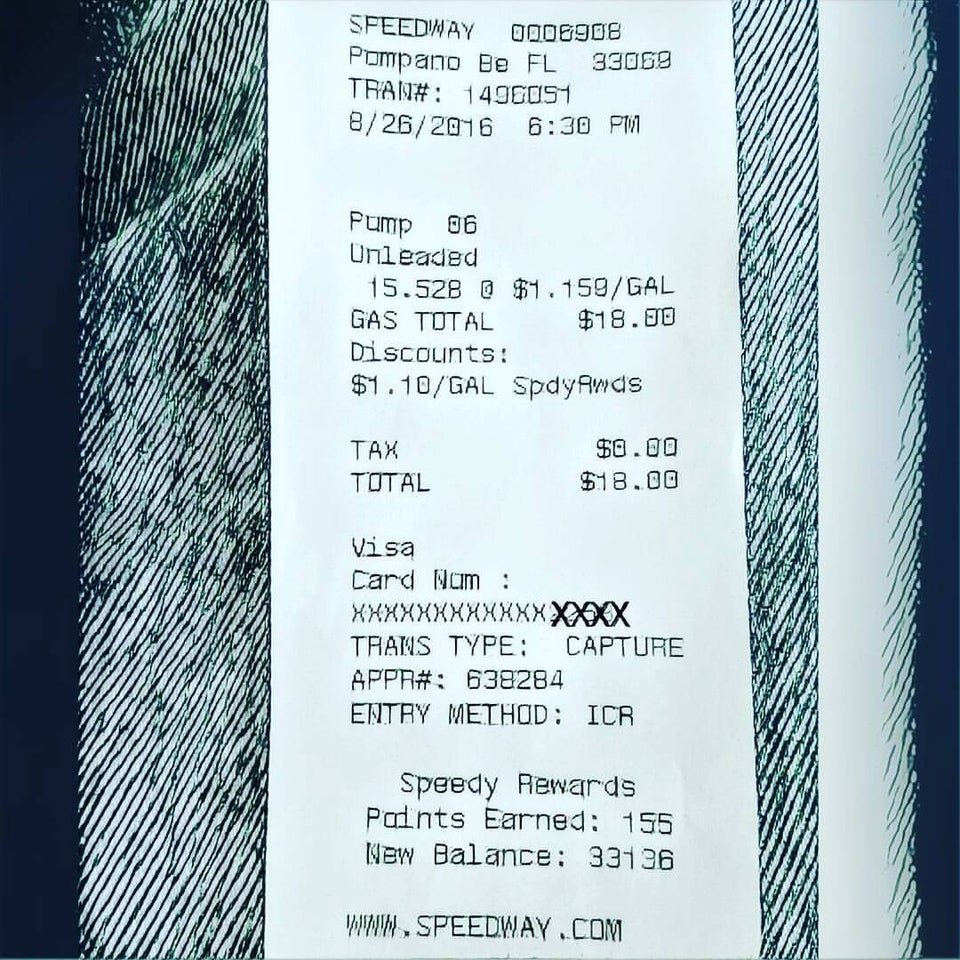 SPEEDWAY 0006908
Pompano Be FL 33069
TRAN#: 1496051
8/26/2016 6:30 PM
Pump 06
Unleaded
15.528 @ $1.159/GAL
GAS TOTAL $18.00
Discounts:
$1.10/GAL SpdyRwds
TAX $0.00
TOTAL $18.00
Visa
Card Num :
XXXXXXXXXXXXXXXX
TRANS TYPE: CAPTURE
APPR#: 638284
ENTRY METHOD: ICR
Speedy Rewards
Points Earned: 155
New Balance: 33136
WWW.SPEEDWAY.COM